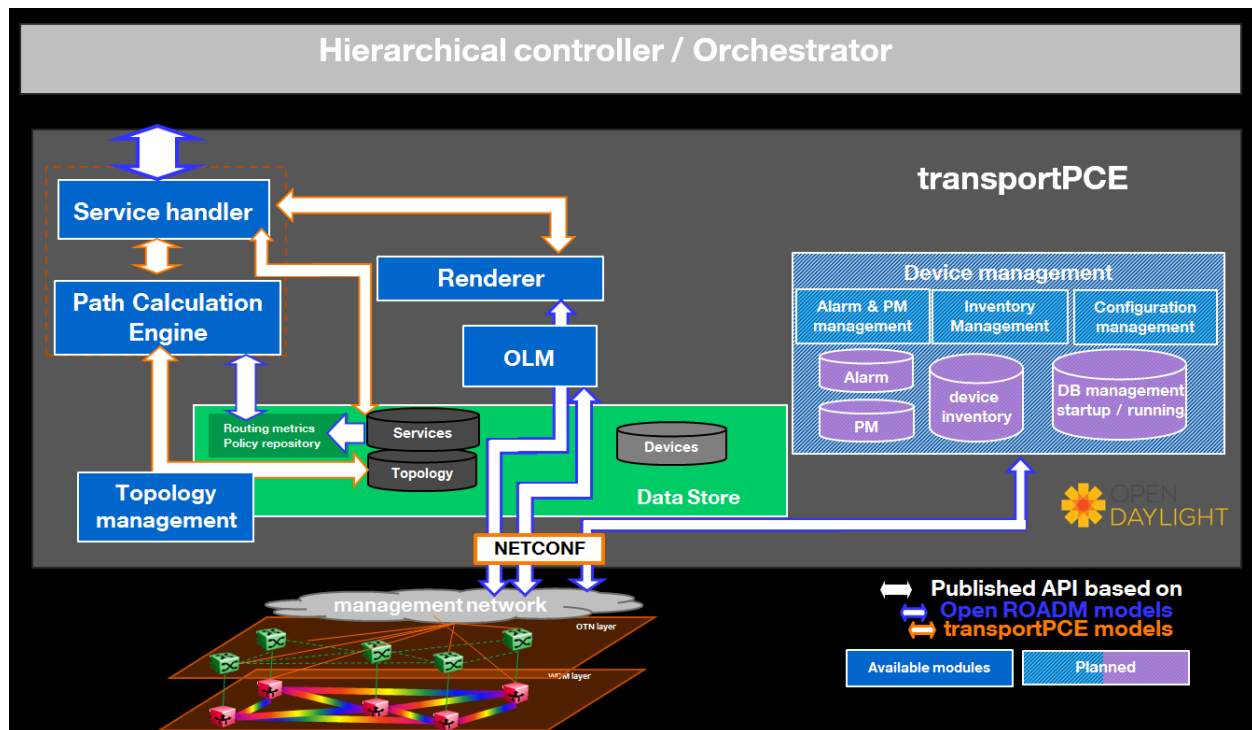 Hierarchical controller / Orchestrator
transportPCE
Service handler
Renderer
Path Calculation
Engine
OLM
Device management
Alarm & PM
management
Inventory
Management
Configuration
management
Alarm
PM
device
inventory
DB management
startup / running
Routing metrics
Policy repository
Services
Topology
Devices
Data Store
Topology
management
OPEN
DAYLIGHT
NETCONF
management network
OTN layer
WDM layer
Published API based on
Open ROADM models
transportPCE models
Available modules
Planned